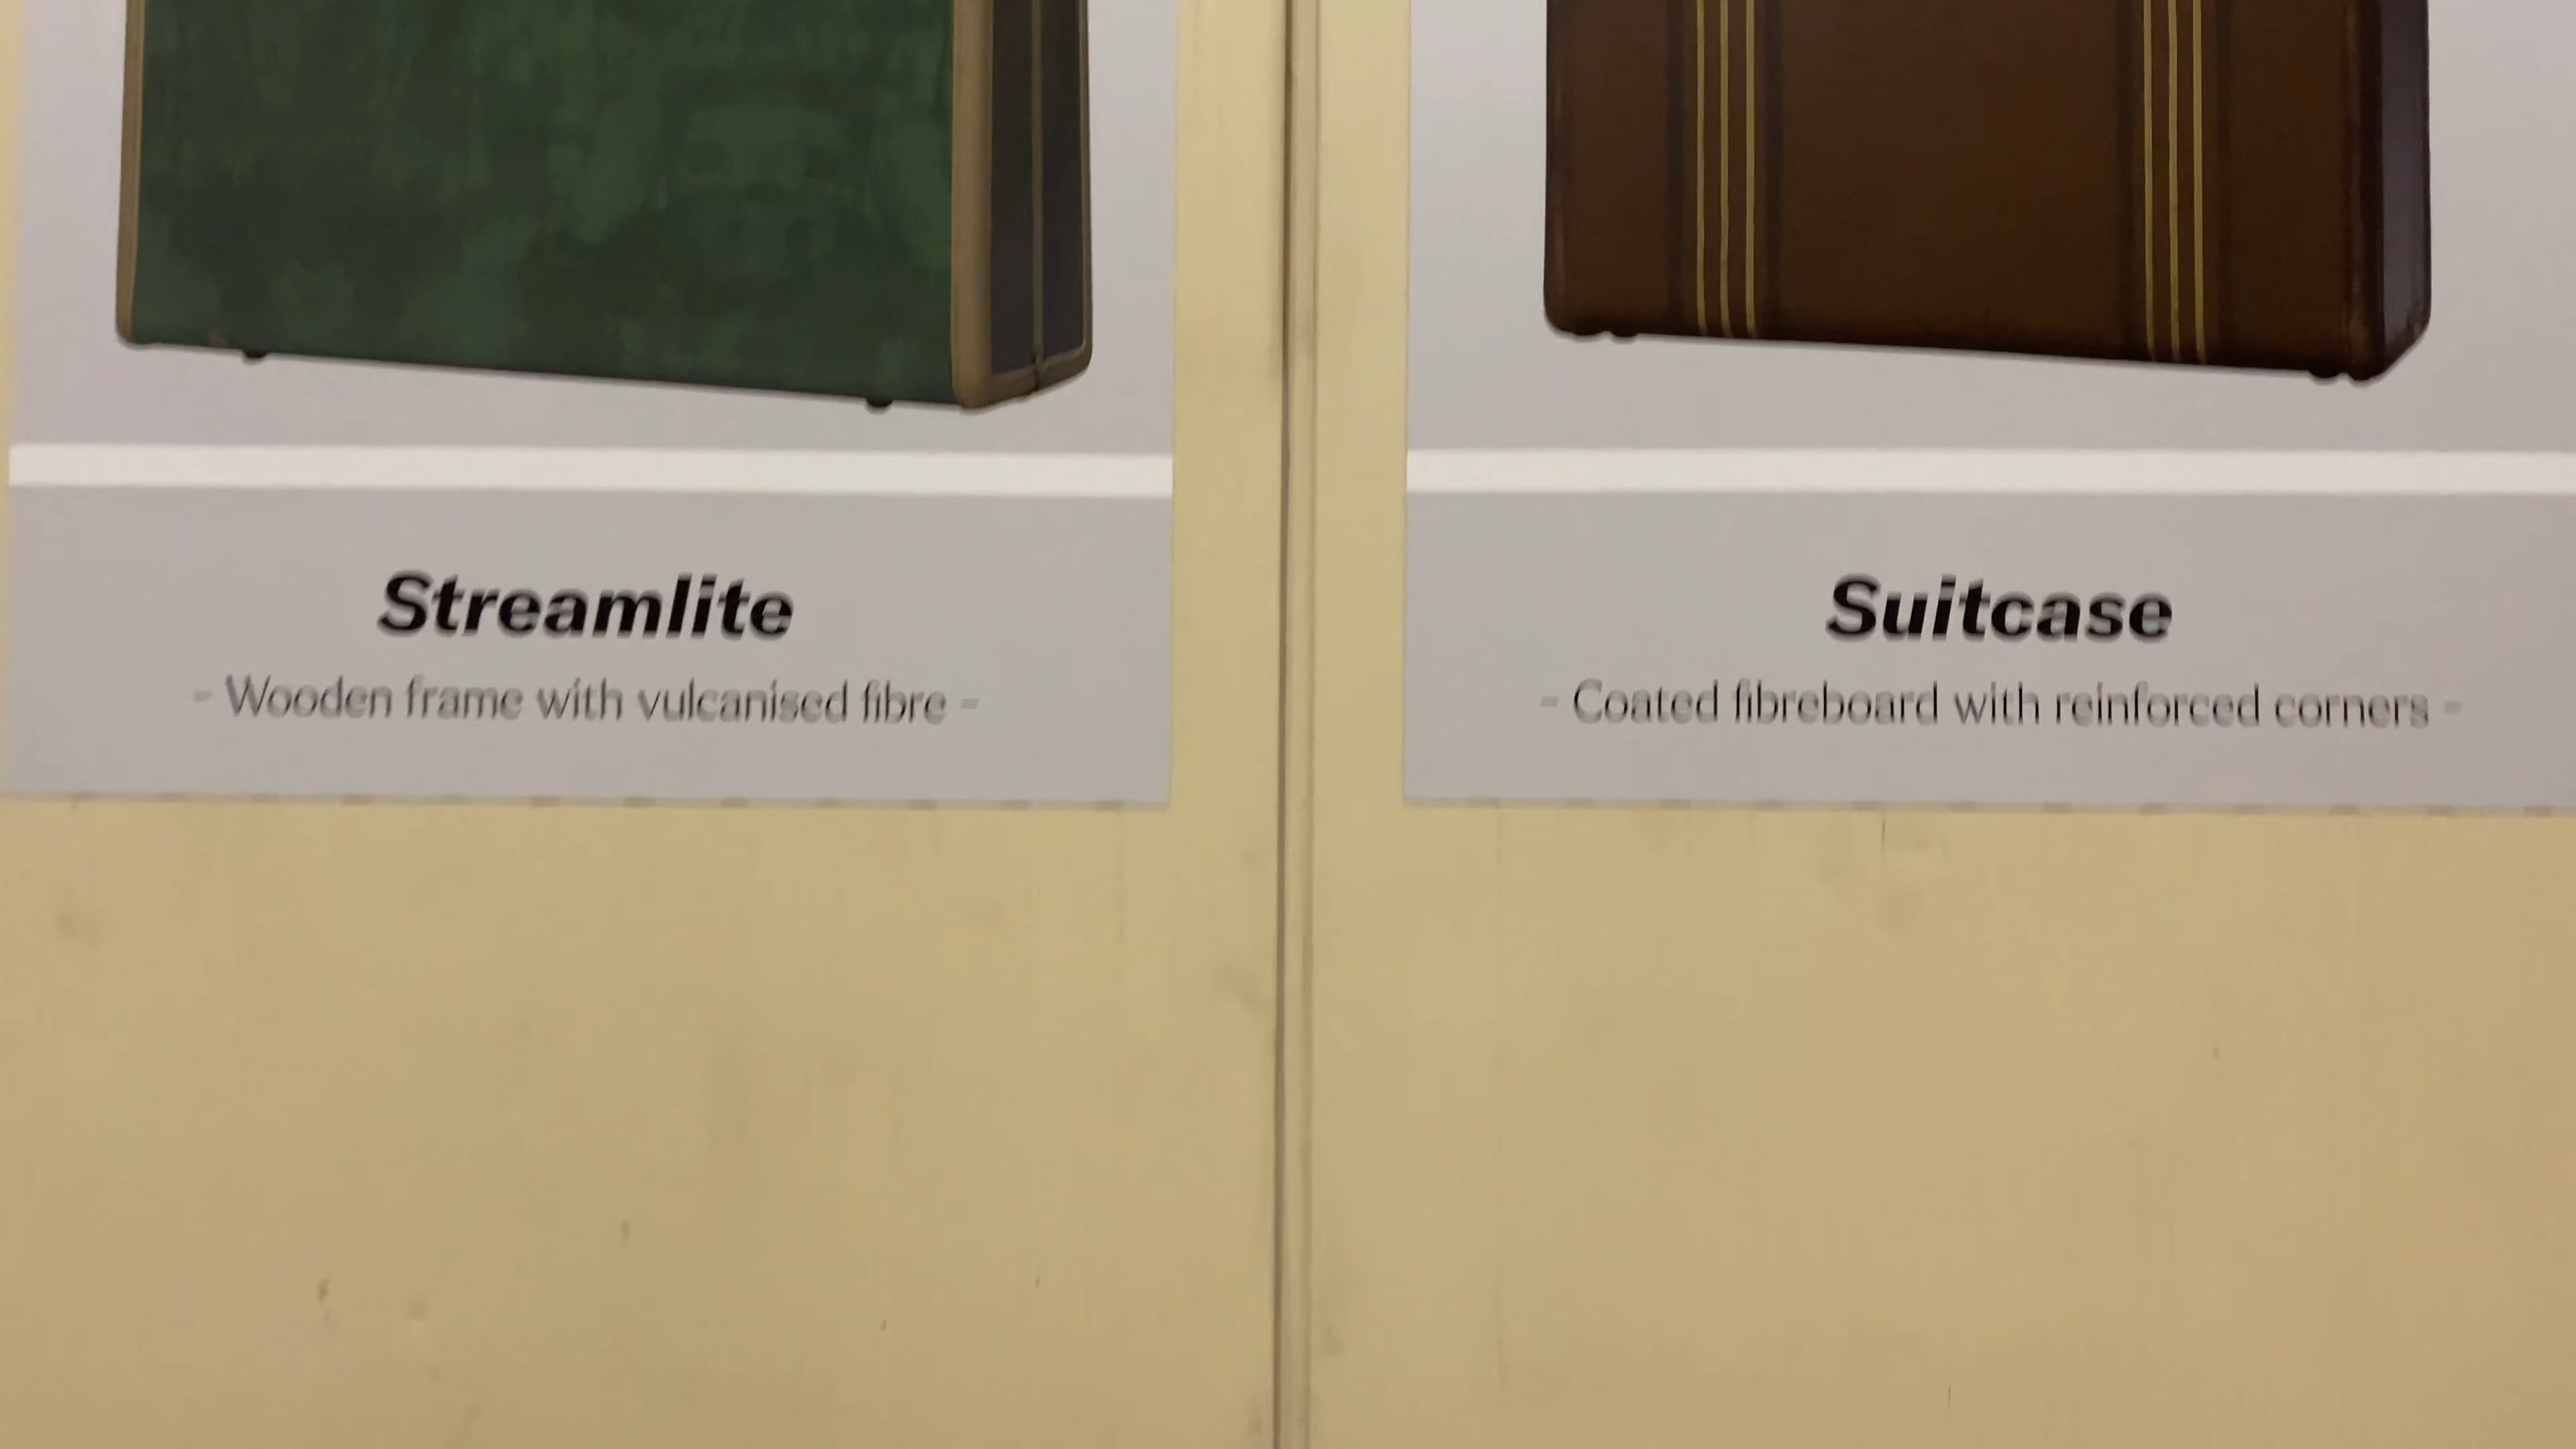 Streamlite
- Wooden frame with vulcanised fibre -
Suitcase
- Coated fibreboard with reinforced corners -